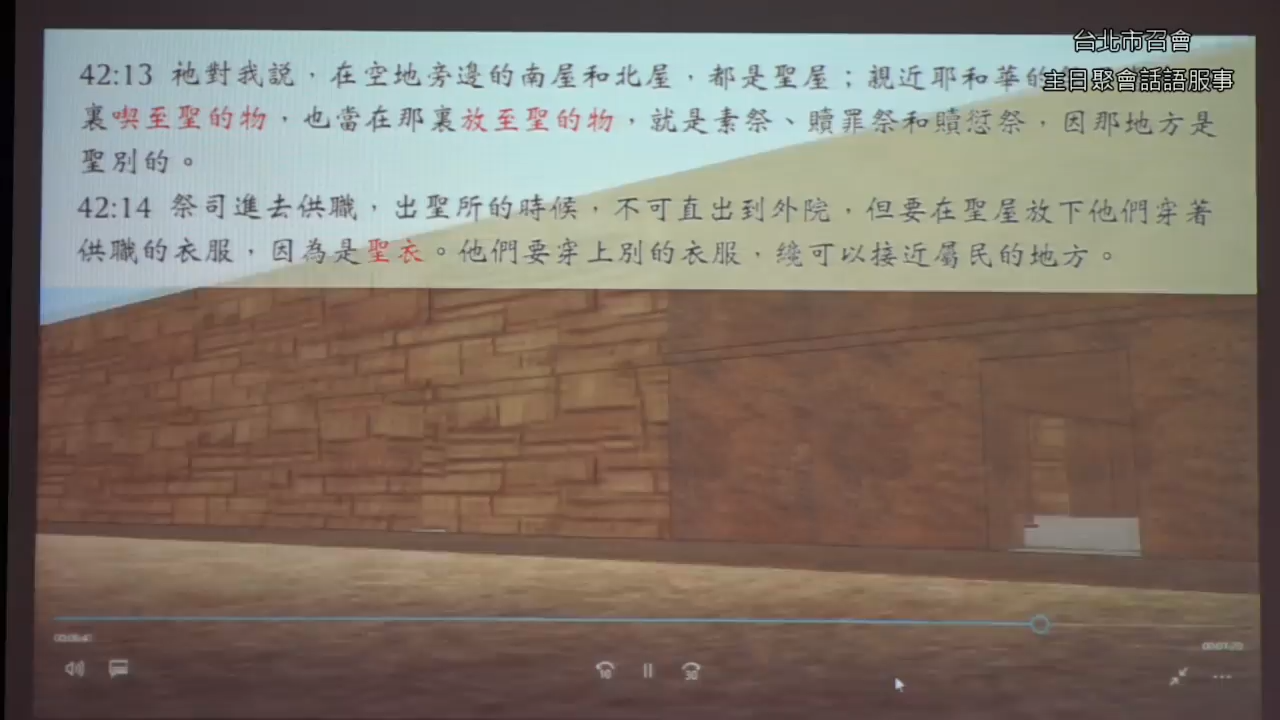 台北市召會
主日聚會話語服事
42:13 祂對我説，在空地旁邊的南屋和北屋，都是聖屋；親近耶和華的
裏喫至聖的物，也當在那裏放至聖的物，就是素祭、贖罪祭和贖愆祭，因那地方是
聖別的。
42:14 祭司進去供職，出聖所的時候，不可直出到外院，但要在聖屋放下他們穿著
供職的衣服，因為是聖衣。他們要穿上別的衣服，纔可以接近屬民的地方。
10
30